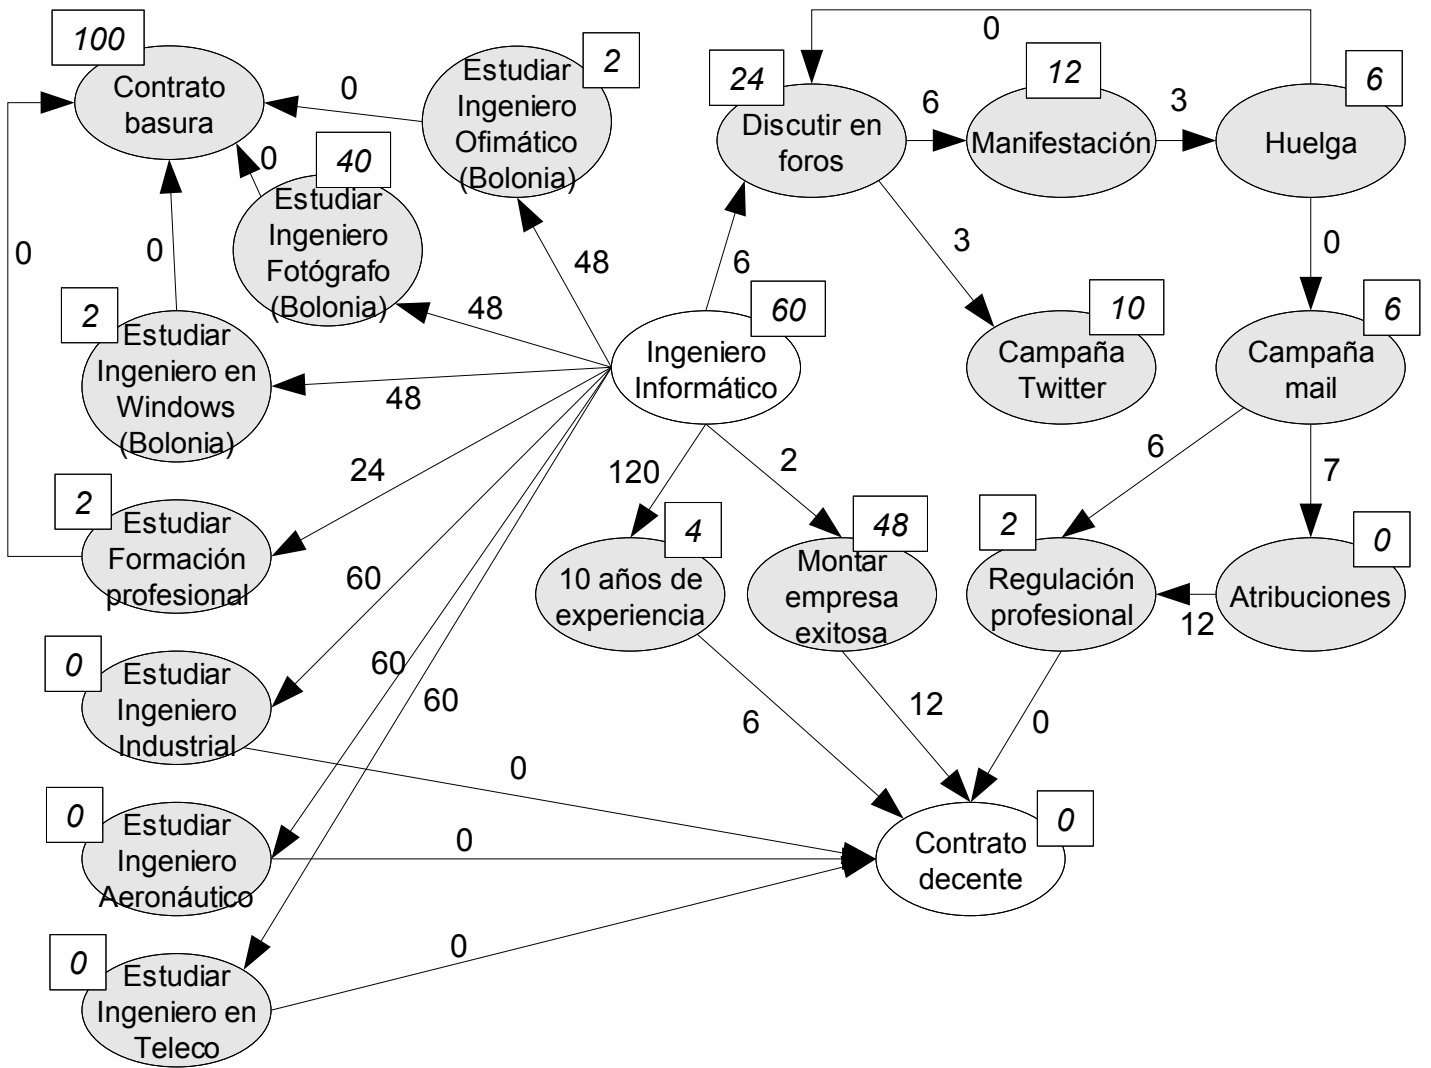 100
Contrato
basura
0
Estudiar
Ingeniero
Ofimático
(Bolonia)
2
0
40
Estudiar
Ingeniero
Fotógrafo
(Bolonia)
0
0
2
Estudiar
Ingeniero en
Windows
(Bolonia)
48
48
48
24
2
Estudiar
Formación
profesional
60
0
Estudiar
Ingeniero
Industrial
60
60
0
0
Estudiar
Ingeniero
Aeronáutico
0
0
Estudiar
Ingeniero en
Teleco
0
0
24
Discutir en
foros
6
12
Manifestación
3
6
Huelga
6
3
0
60
Ingeniero
Informático
10
Campaña
Twitter
6
Campaña
mail
120
2
6
7
4
10 años de
experiencia
48
Montar
empresa
exitosa
2
Regulación
profesional
0
Atribuciones
12
6
12
0
Contrato
decente
0